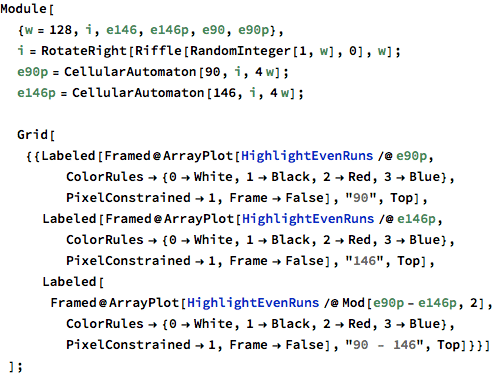 Module[
{w = 128, i, e146, e146p, e90, e90p},
i = RotateRight[Riffle[RandomInteger[1, w], 0], w];
e90p = CellularAutomaton[90, i, 4 w];
e146p = CellularAutomaton[146, i, 4 w];
Grid[
{{Labeled[Framed@ArrayPlot[HighlightEvenRuns /@ e90p,
ColorRules → {0 → White, 1 → Black, 2 → Red, 3 → Blue},
PixelConstrained → 1, Frame → False], "90", Top],
Labeled[Framed@ArrayPlot[HighlightEvenRuns /@ e146p,
ColorRules → {0 → White, 1 → Black, 2 → Red, 3 → Blue},
PixelConstrained → 1, Frame → False], "146", Top],
Labeled[
Framed@ArrayPlot[HighlightEvenRuns /@ Mod[e90p - e146p, 2],
ColorRules → {0 → White, 1 → Black, 2 → Red, 3 → Blue},
PixelConstrained → 1, Frame → False], "90 - 146", Top]}}]
];